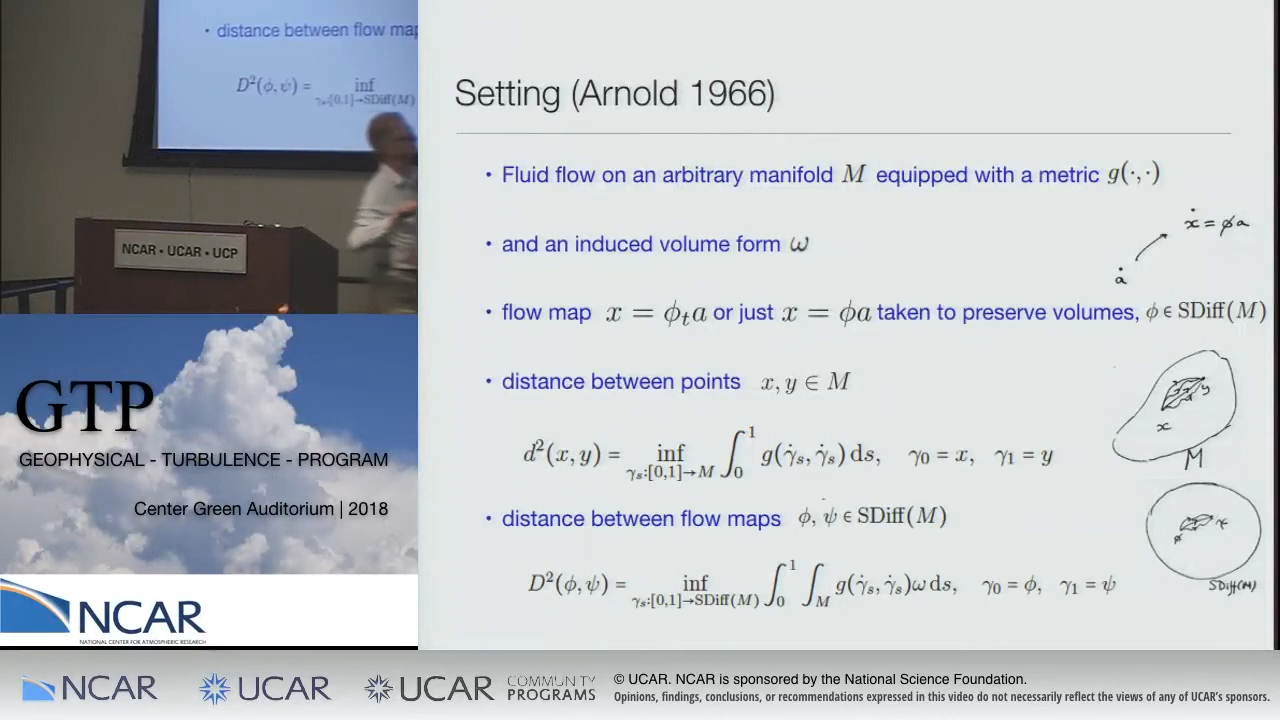 • distance between flow map
D²(ϕ, ψ) = inf
γₛ:[0,1]→SDiff(M)
NCAR • UCAR • UCP
GTP
GEOPHYSICAL - TURBULENCE - PROGRAM
Center Green Auditorium | 2018
NCAR
NATIONAL CENTER FOR ATMOSPHERIC RESEARCH
Setting (Arnold 1966)
• Fluid flow on an arbitrary manifold M equipped with a metric g(·,·)
• and an induced volume form ω
ẋ = ϕa
ȧ
• flow map x = ϕₜa or just x = ϕa taken to preserve volumes, ϕ ∈ SDiff(M)
• distance between points x, y ∈ M
y
x
M
d²(x, y) = inf γₛ:[0,1]→M ∫₀¹ g(γ̇ₛ, γ̇ₛ) ds, γ₀ = x, γ₁ = y
• distance between flow maps ϕ, ψ ∈ SDiff(M)
ϕ
SDiff(M)
D²(ϕ, ψ) = inf γₛ:[0,1]→SDiff(M) ∫₀¹ ∫_M g(γ̇ₛ, γ̇ₛ)ω ds, γ₀ = ϕ, γ₁ = ψ
NCAR UCAR UCAR COMMUNITY PROGRAMS
© UCAR. NCAR is sponsored by the National Science Foundation.
Opinions, findings, conclusions, or recommendations expressed in this video do not necessarily reflect the views of any of UCAR's sponsors.